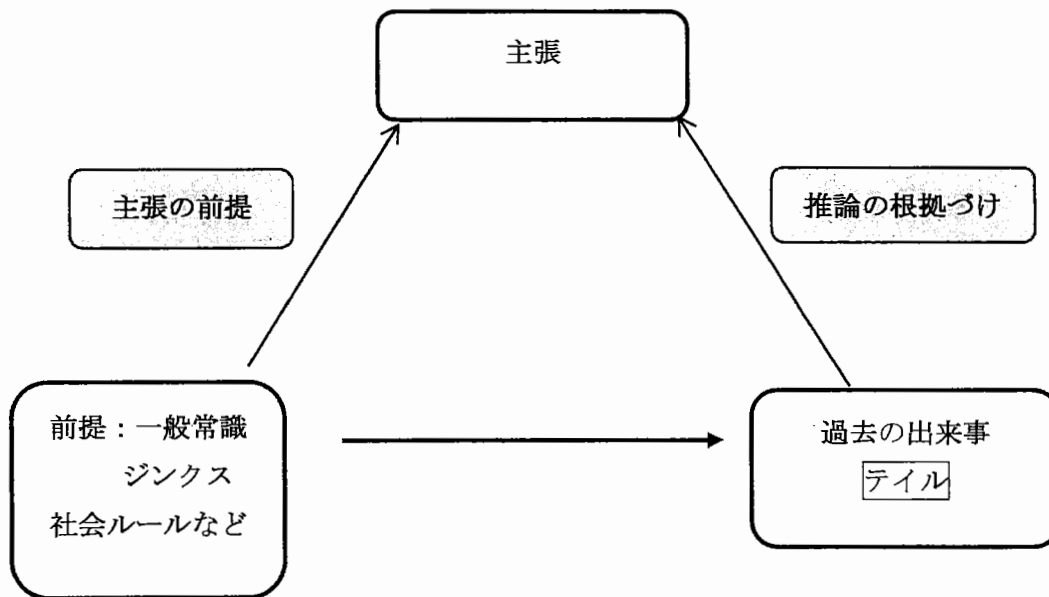 主張
主張の前提
推論の根拠づけ
前提：一般常識
ジンクス
社会ルールなど
過去の出来事
テイル